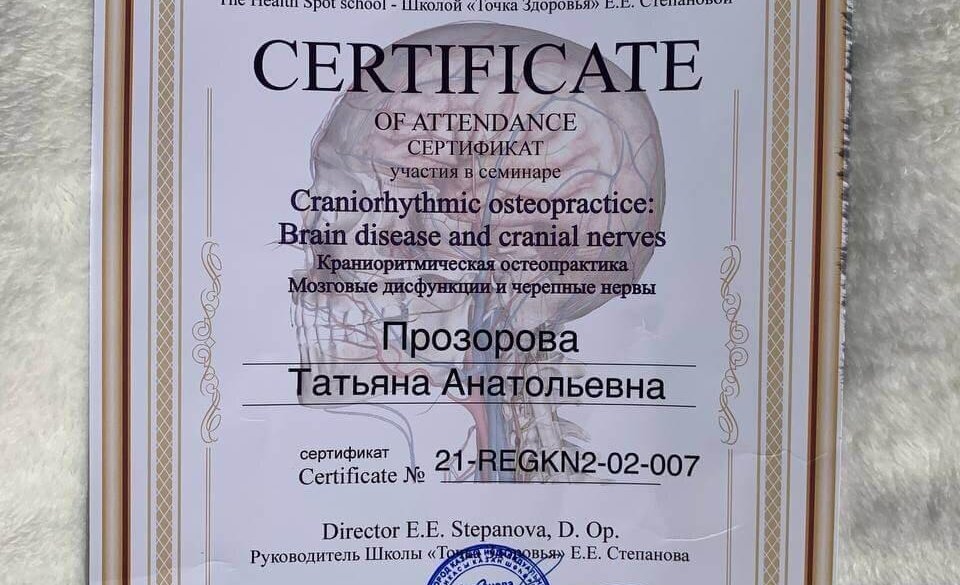 The Health Spot school - Школой «Точка Здоровья» Е.Е. Степановой
CERTIFICATE
OF ATTENDANCE
СЕРТИФИКАТ
участия в семинаре
Craniorhythmic osteopractice:
Brain disease and cranial nerves
Краниоритмическая остеопрактика
Мозговые дисфункции и черепные нервы
Прозорова
Татьяна Анатольевна
сертификат
Certificate № 21-REGKN2-02-007
Director E.E. Stepanova, D. Op.
Руководитель Школы «Точка Здоровья» Е.Е. Степанова